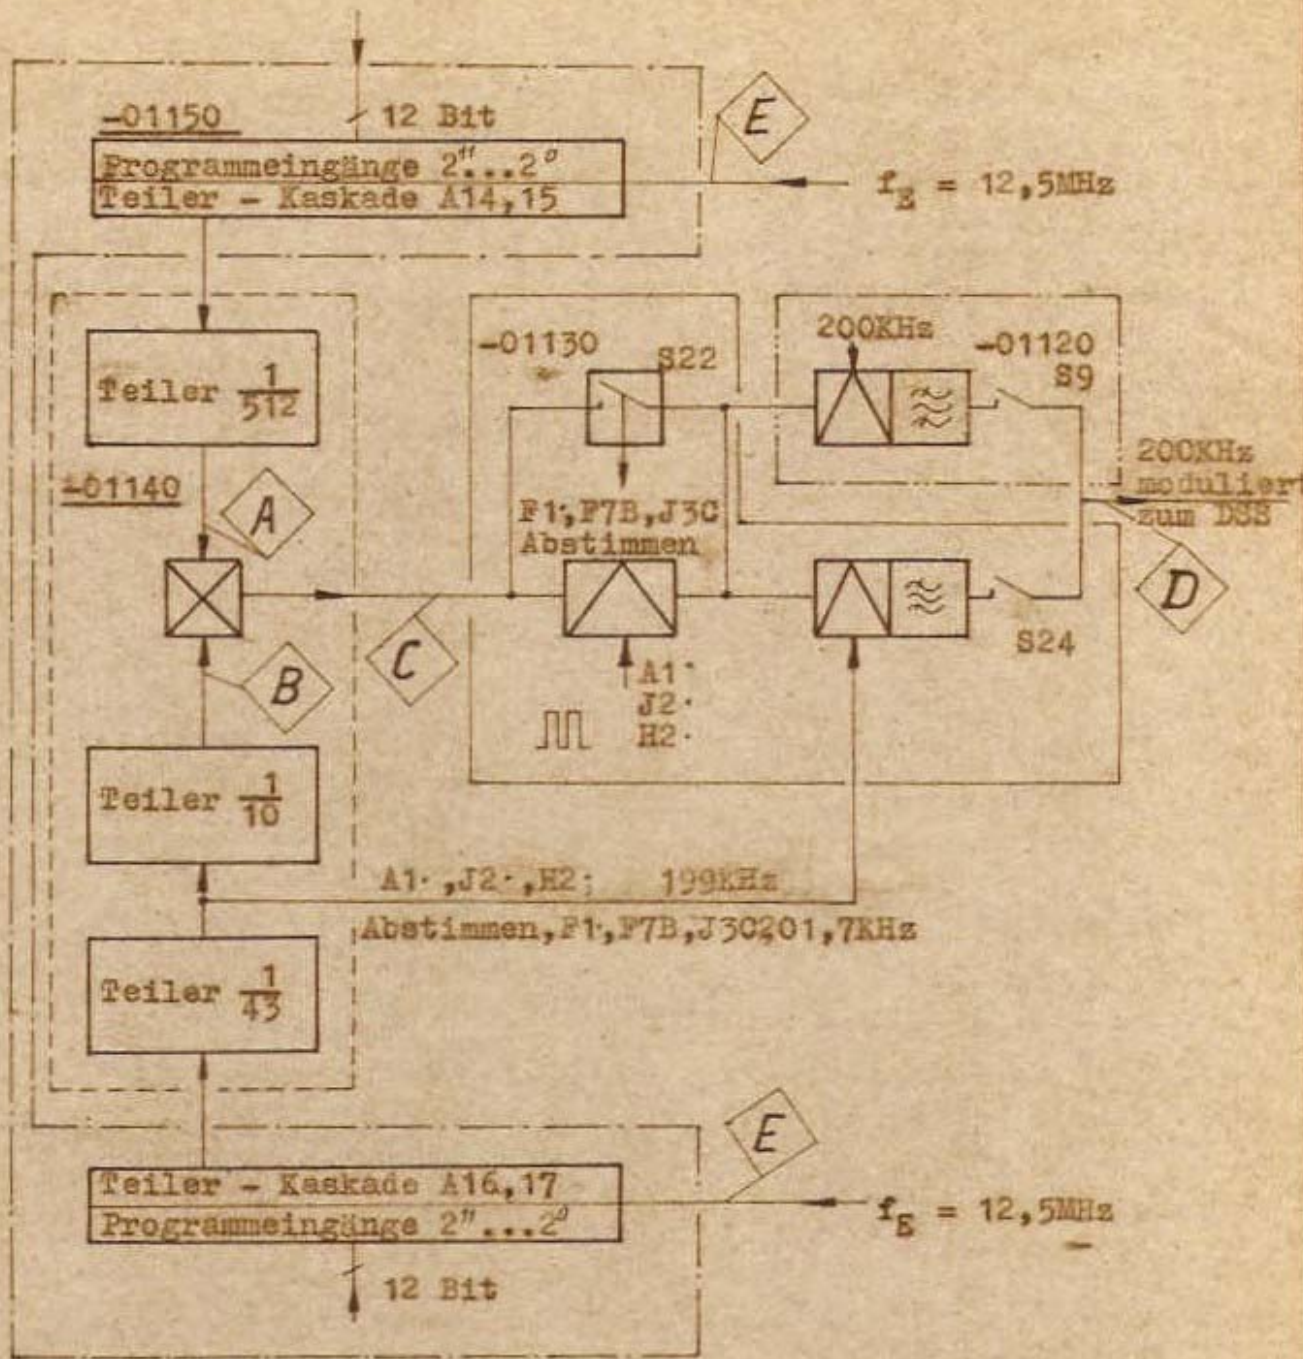 -01150
12 Bit
E
Programmeingänge 2¹¹...2⁰
Teiler - Kaskade A14,15
f_E = 12,5MHz
Teiler 1/512
-01130
S22
200KHz
-01120
S9
-01140
A
F1·,F7B,J3C
Abstimmen
200KHz
moduliert
zum DSS
C
D
S24
B
A1·
J2·
H2·
Teiler 1/10
A1·,J2·,H2; 199KHz
Abstimmen,F1·,F7B,J3C201,7KHz
Teiler 1/43
E
Teiler - Kaskade A16,17
Programmeingänge 2¹¹...2⁰
f_E = 12,5MHz
12 Bit